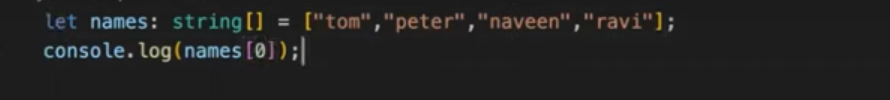 let names: string[] = ["tom","peter","naveen","ravi"];
console.log(names[0]);